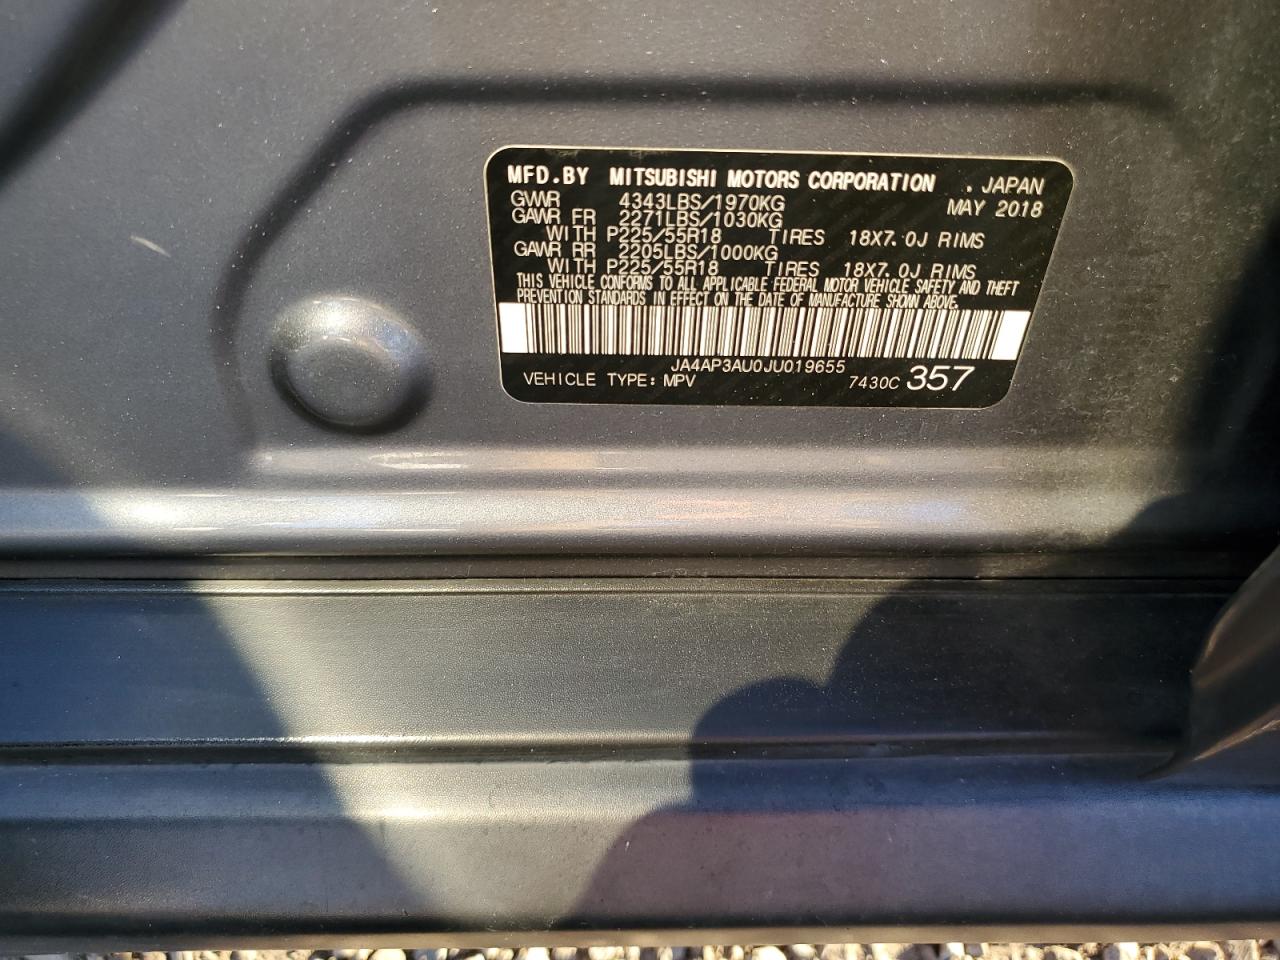 MFD.BY MITSUBISHI MOTORS CORPORATION . JAPAN
MAY 2018
GVWR 4343LBS/1970KG
GAWR FR 2271LBS/1030KG
WITH P225/55R18 TIRES 18X7.0J RIMS
GAWR RR 2205LBS/1000KG
WITH P225/55R18 TIRES 18X7.0J RIMS
THIS VEHICLE CONFORMS TO ALL APPLICABLE FEDERAL MOTOR VEHICLE SAFETY AND THEFT
PREVENTION STANDARDS IN EFFECT ON THE DATE OF MANUFACTURE SHOWN ABOVE.
JA4AP3AU0JU019655
VEHICLE TYPE: MPV 7430C 357